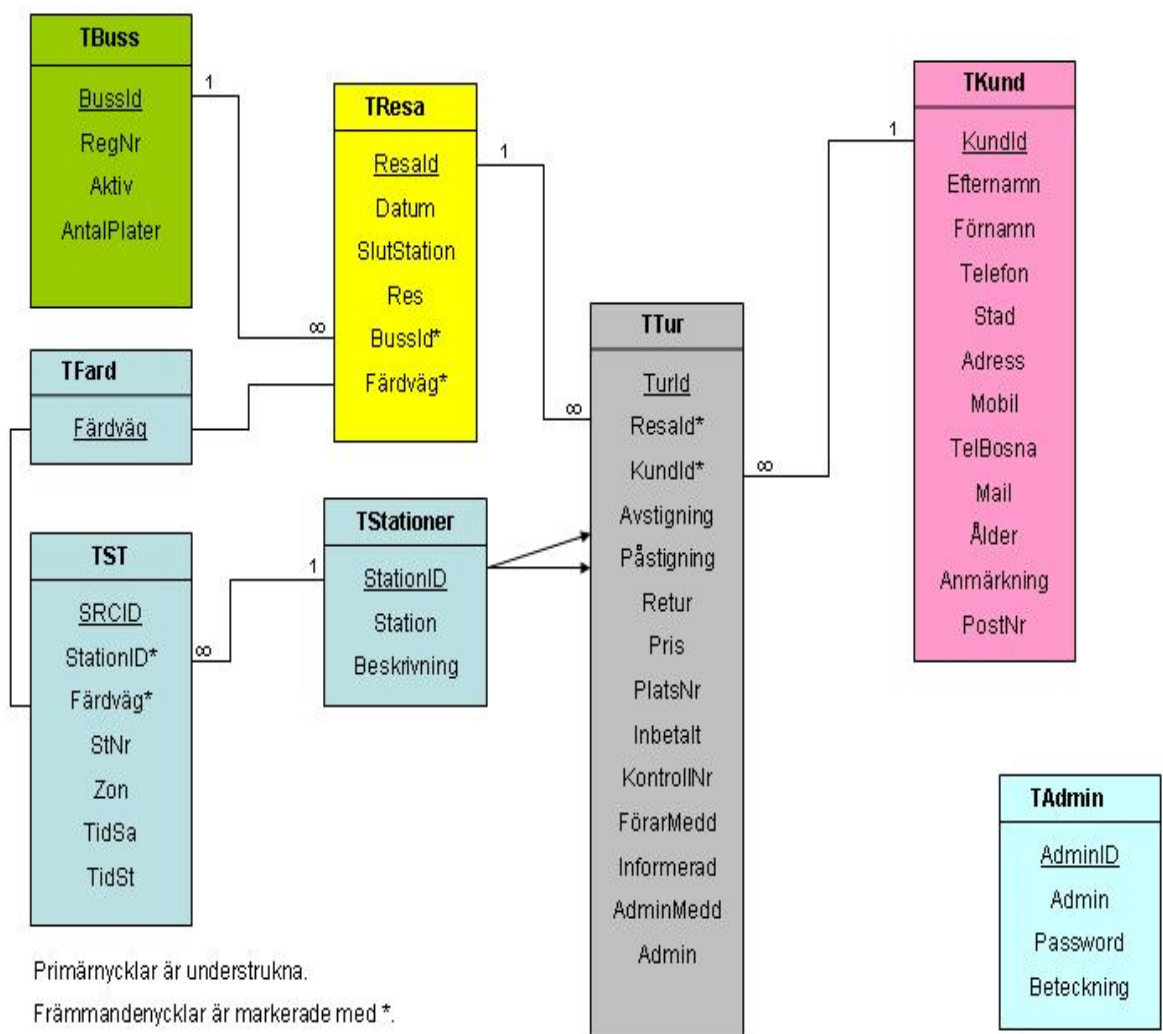 TBuss
BussId
RegNr
Aktiv
AntalPlater
1
∞
TResa
ResaId
Datum
SlutStation
Res
BussId*
Färdväg*
1
∞
TKund
KundId
Efternamn
Förnamn
Telefon
Stad
Adress
Mobil
TelBosna
Mail
Ålder
Anmärkning
PostNr
1
∞
TFard
Färdväg
TST
SRCID
StationID*
Färdväg*
StNr
Zon
TidSa
TidSt
∞
1
TStationer
StationID
Station
Beskrivning
TTur
TurId
ResaId*
KundId*
Avstigning
Påstigning
Retur
Pris
PlatsNr
Inbetalt
KontrollNr
FörarMedd
Informerad
AdminMedd
Admin
TAdmin
AdminID
Admin
Password
Beteckning
Primärnycklar är understrukna.
Främmandenycklar är markerade med *.